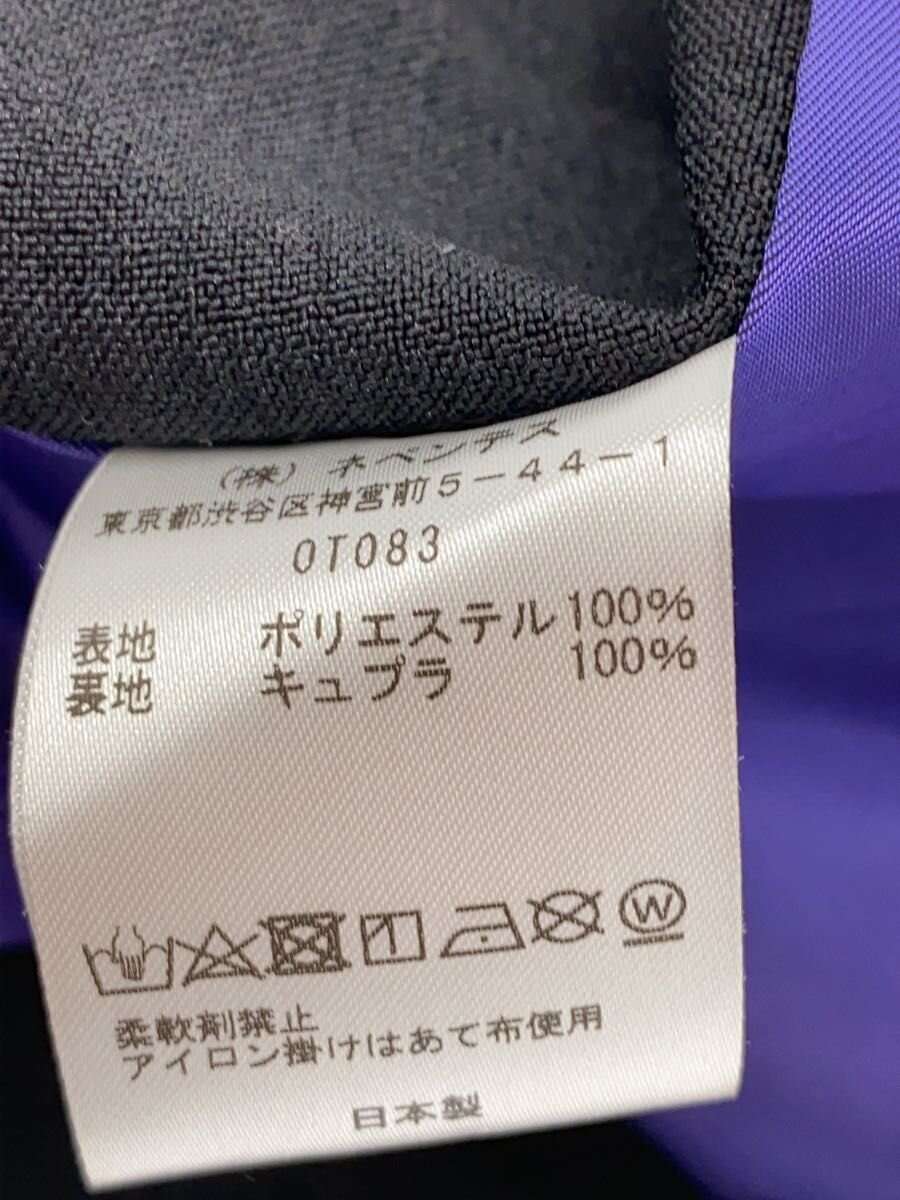 (株) ネペンテス
東京都渋谷区神宮前5-44-1
OT083
表地 ポリエステル100%
裏地 キュプラ 100%
W
柔軟剤禁止
アイロン掛けはあて布使用
日本製